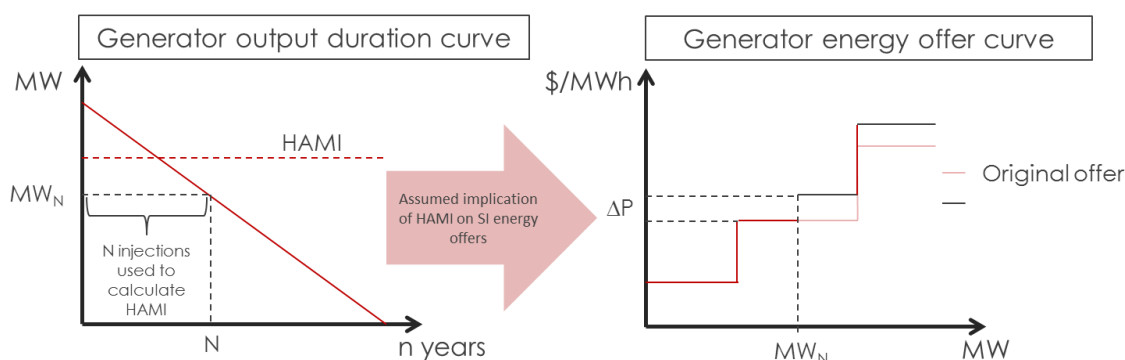 Generator output duration curve
MW
HAMI
MWN
N injections
used to
calculate
HAMI
N
n years
Assumed implication
of HAMI on SI energy
offers
Generator energy offer curve
$/MWh
ΔP
Original offer
MWN
MW